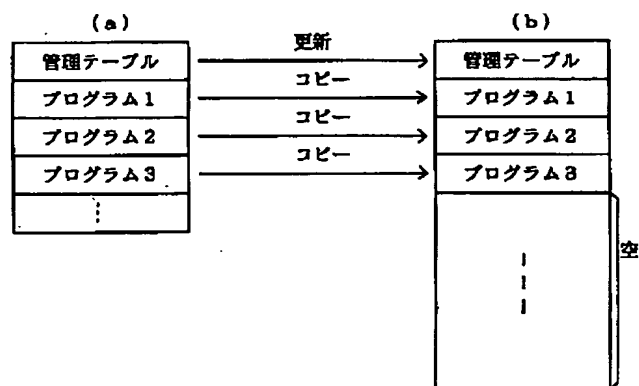 (a)
管理テーブル
プログラム1
プログラム2
プログラム3
更新
コピー
コピー
コピー
(b)
管理テーブル
プログラム1
プログラム2
プログラム3
空